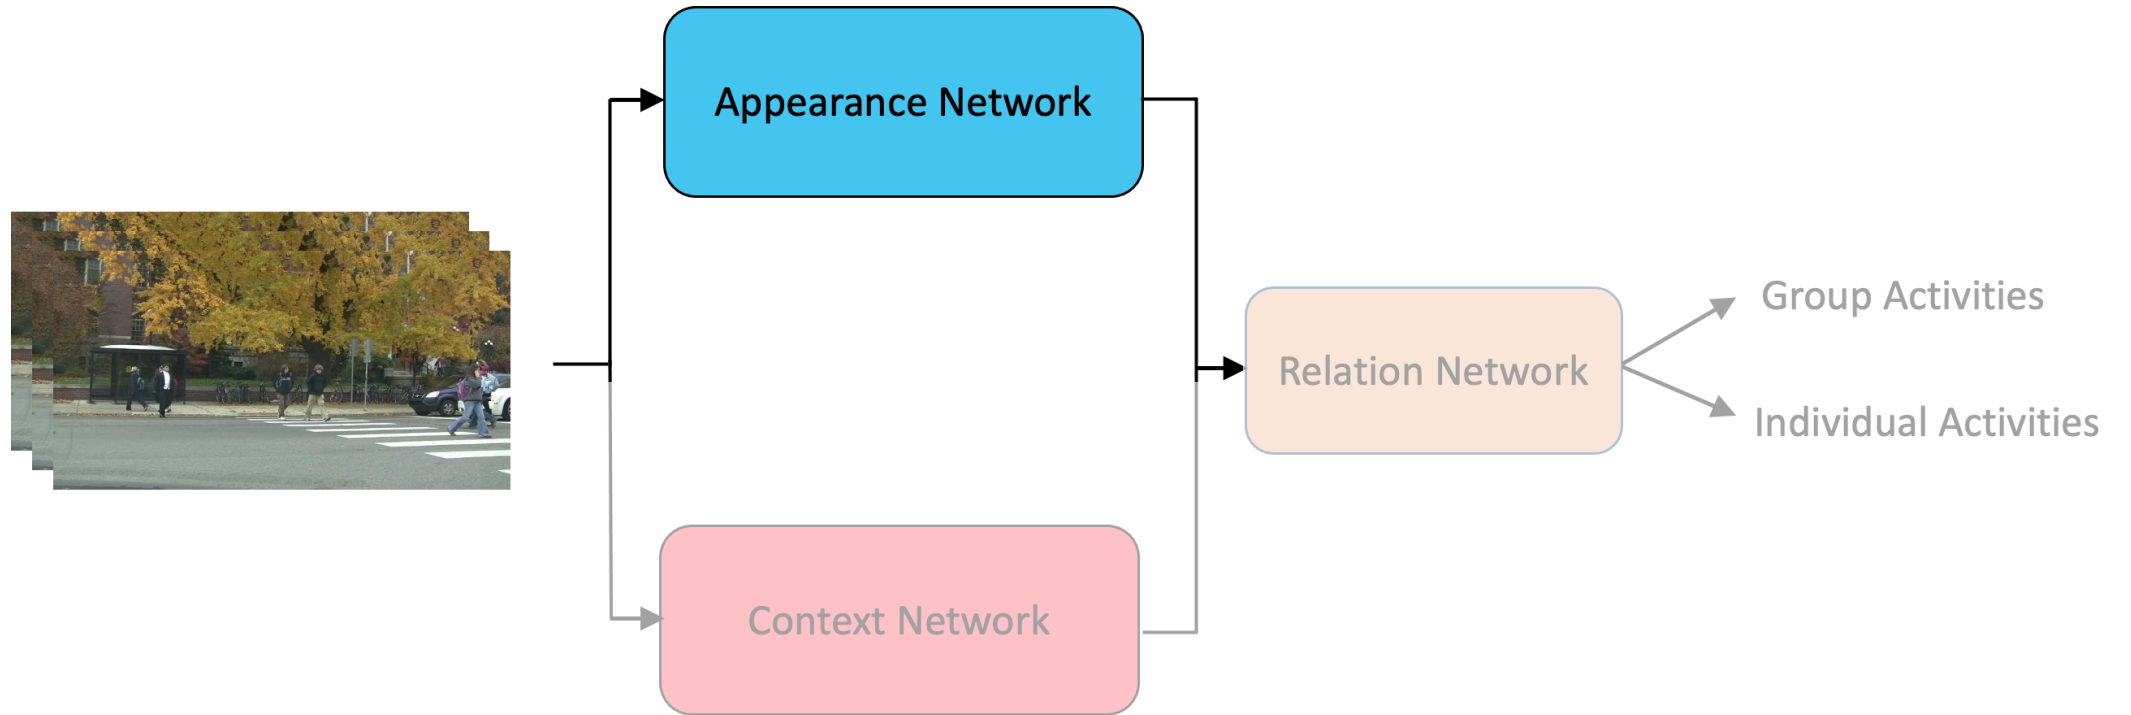 Appearance Network
Group Activities
Relation Network
Individual Activities
Context Network